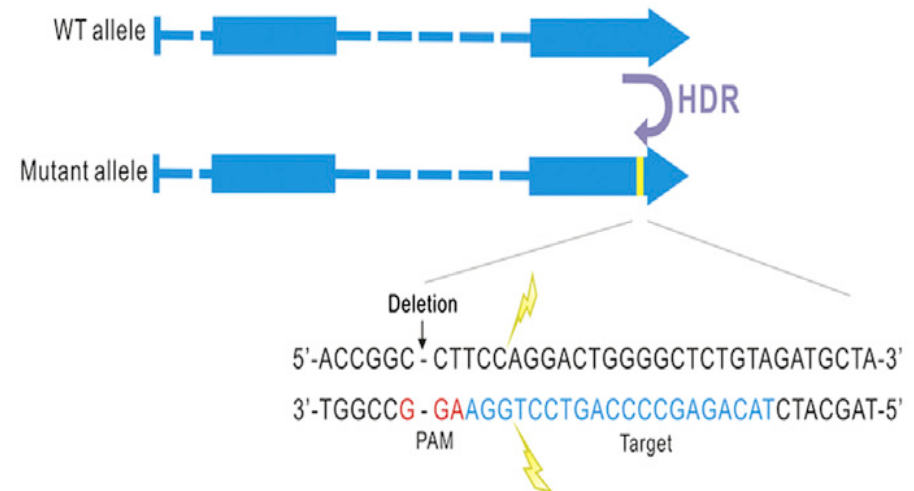 WT allele
HDR
Mutant allele
Deletion
5'-ACCGGC-CTTCCAGGACTGGGGCTCTGTAGATGCTA-3'
3'-TGGCCG-GAAGGTCCTGACCCCGAGACATCTACGAT-5'
PAM Target